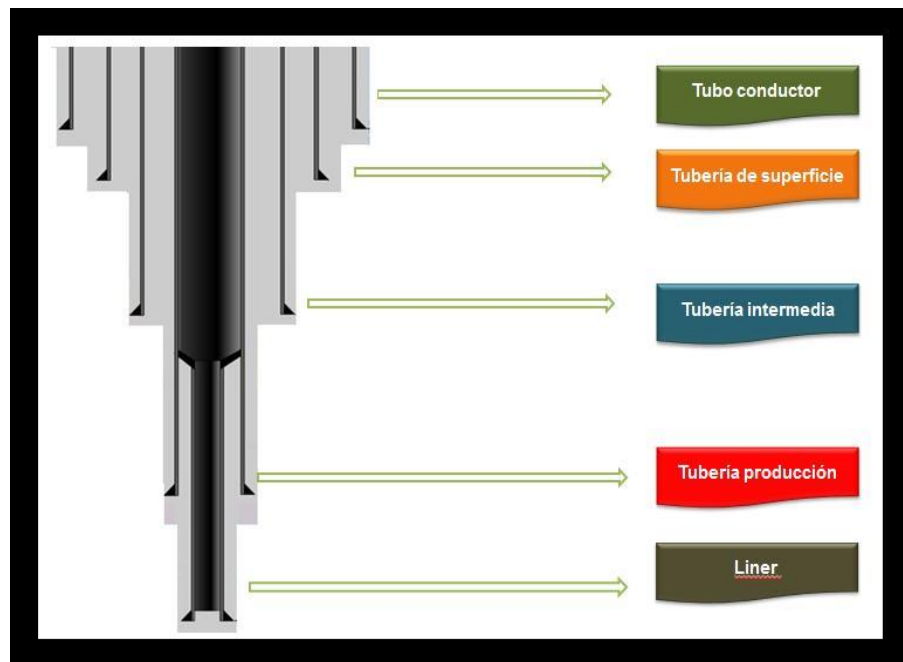 Tubo conductor
Tubería de superficie
Tubería intermedia
Tubería producción
Liner